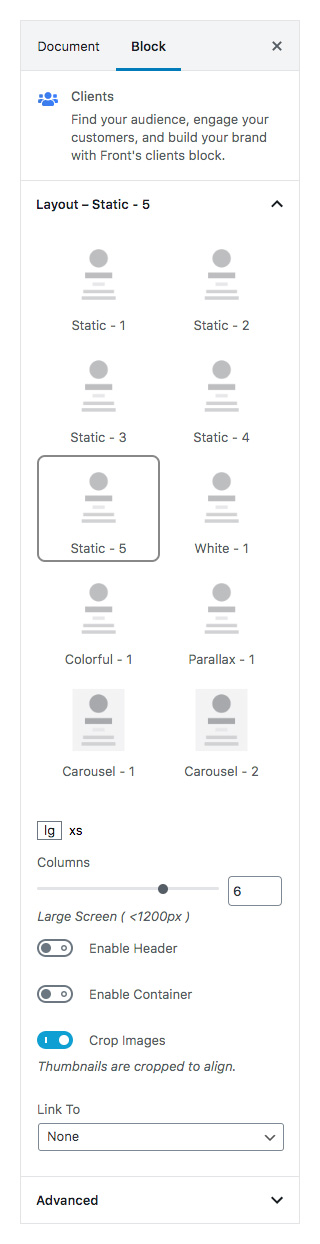 Document Block ×
Clients
Find your audience, engage your
customers, and build your brand
with Front's clients block.
Layout – Static - 5
Static - 1 Static - 2
Static - 3 Static - 4
Static - 5 White - 1
Colorful - 1 Parallax - 1
Carousel - 1 Carousel - 2
lg xs
Columns
6
Large Screen ( <1200px )
Enable Header
Enable Container
Crop Images
Thumbnails are cropped to align.
Link To
None
Advanced